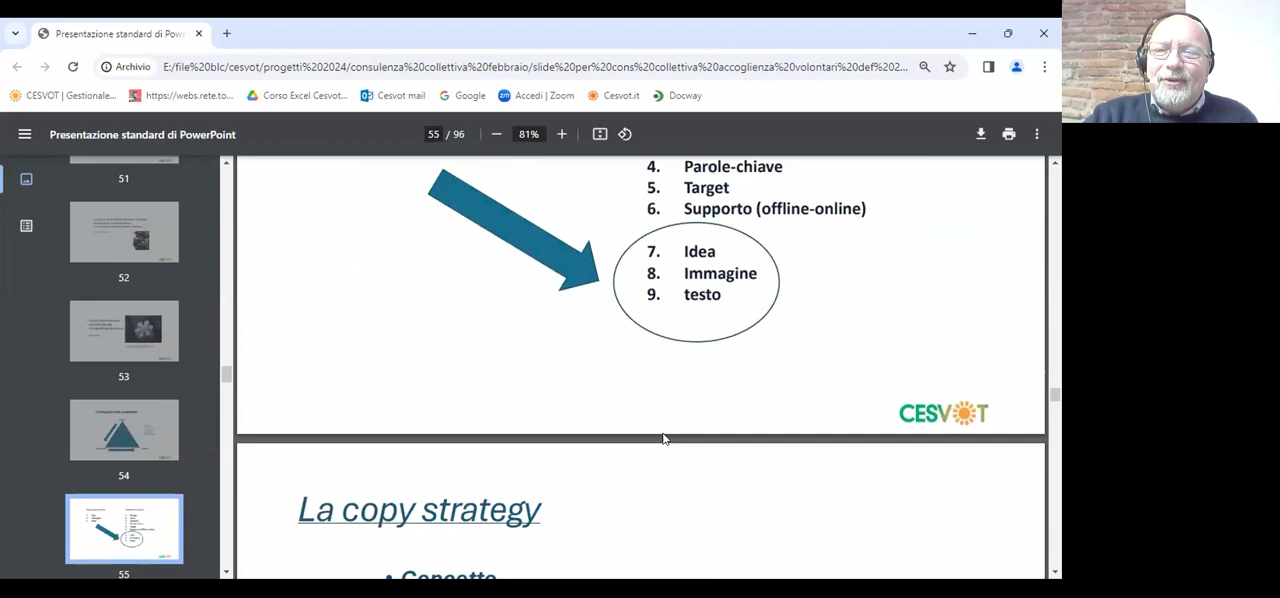 Presentazione standard di Pow
Archivio E:/file%20blc/cesvot/progetti%202024/consulenza%20collettiva%20febbraio/slide%20per%20cons%20collettiva%20accoglienza%20volontari%20def%202...
CESVOT | Gestionale... https://webs.rete.to... Corso Excel Cesvot... Cesvot mail Google Accedi | Zoom Cesvot.it Docway
Presentazione standard di PowerPoint 55 / 96 81%
51
52
53
54
55
4. Parole-chiave
5. Target
6. Supporto (offline-online)
7. Idea
8. Immagine
9. testo
CESVOT
La copy strategy
• Concetto